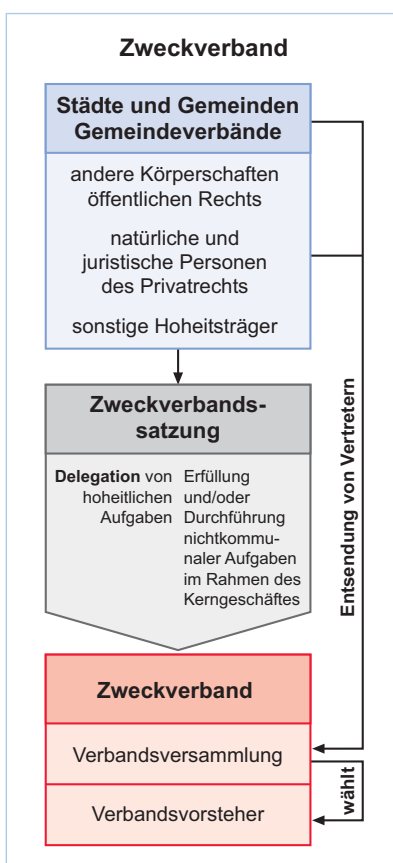 Zweckverband
Städte und Gemeinden
Gemeindeverbände
andere Körperschaften
öffentlichen Rechts
natürliche und
juristische Personen
des Privatrechts
sonstige Hoheitsträger
Zweckverbands-
satzung
Delegation von
hoheitlichen
Aufgaben
Erfüllung
und/oder
Durchführung
nichtkommu-
naler Aufgaben
im Rahmen des
Kerngeschäftes
Zweckverband
Verbandsversammlung
Verbandsvorsteher
Entsendung von Vertretern
wählt